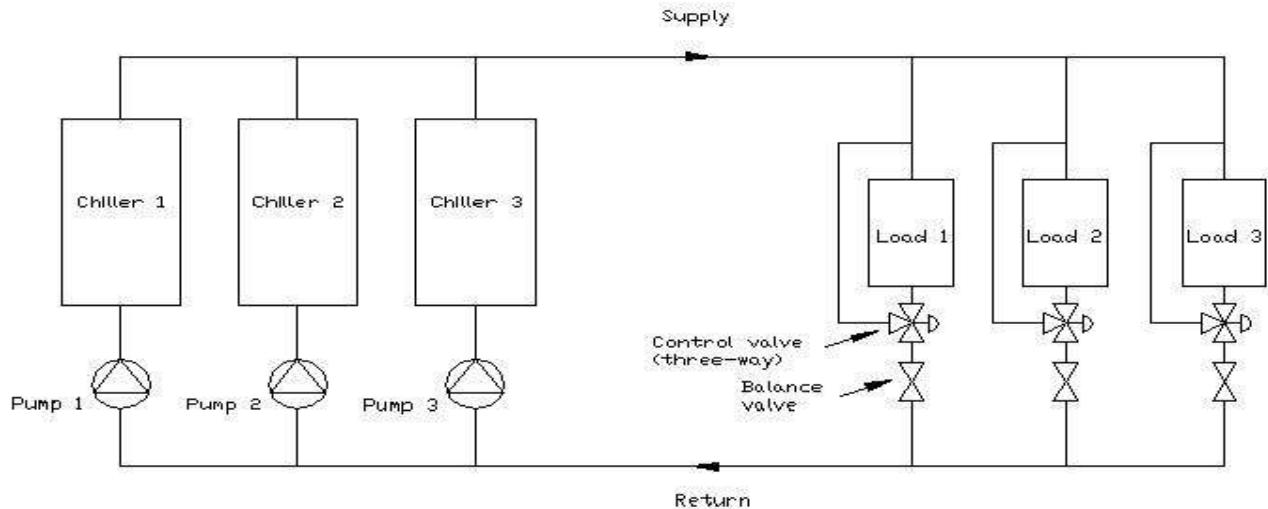 Supply
Chiller 1
Chiller 2
Chiller 3
Load 1
Load 2
Load 3
Control valve
(three-way)
Balance
valve
Pump 1
Pump 2
Pump 3
Return